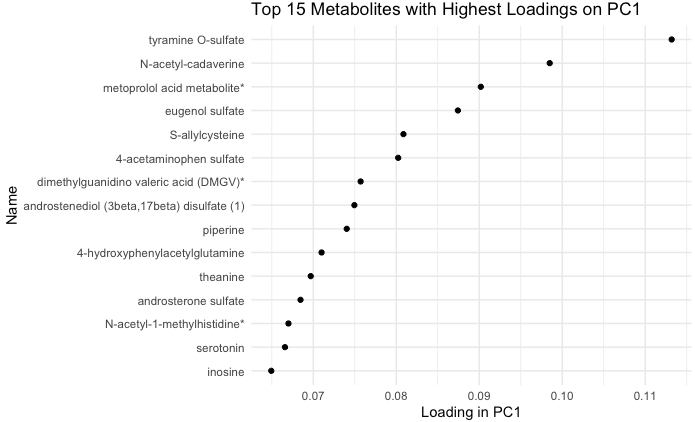 Top 15 Metabolites with Highest Loadings on PC1
tyramine O-sulfate
N-acetyl-cadaverine
metoprolol acid metabolite*
eugenol sulfate
S-allylcysteine
4-acetaminophen sulfate
dimethylguanidino valeric acid (DMGV)*
androstenediol (3beta,17beta) disulfate (1)
piperine
4-hydroxyphenylacetylglutamine
theanine
androsterone sulfate
N-acetyl-1-methylhistidine*
serotonin
inosine
Name
0.07 0.08 0.09 0.10 0.11
Loading in PC1